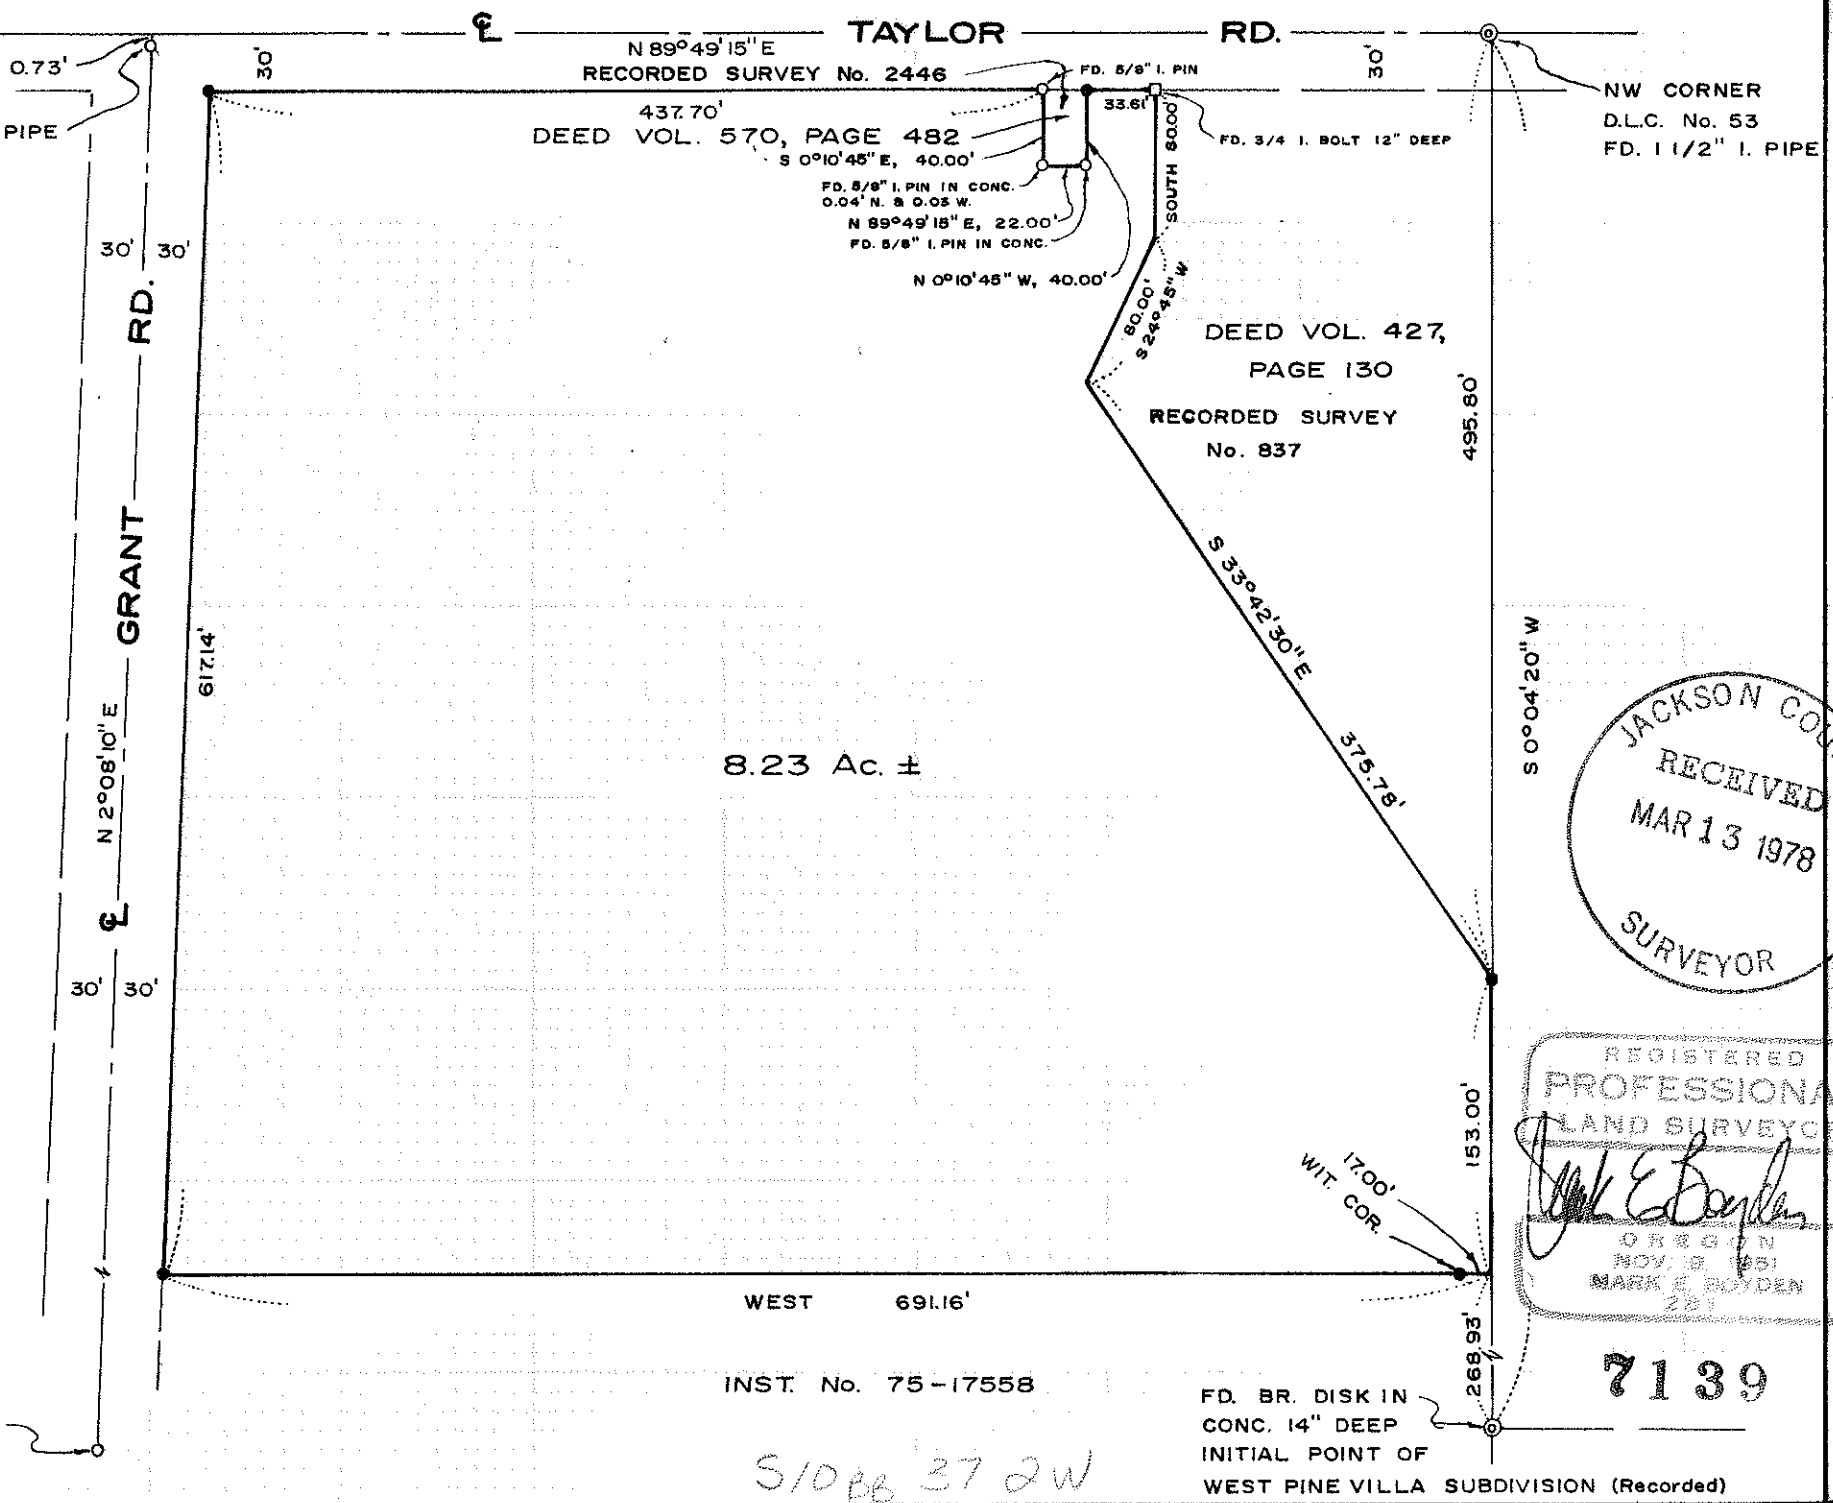 ℄ TAYLOR RD.
0.73'
PIPE
30'
N 89°49'15" E
RECORDED SURVEY No. 2446
FD. 5/8" I. PIN
30'
437.70'
33.61'
DEED VOL. 570, PAGE 482
S 0°10'45" E, 40.00'
FD. 5/8" I. PIN IN CONC.
0.04' N. & 0.03 W.
N 89°49'15" E, 22.00'
FD. 5/8" I. PIN IN CONC.
N 0°10'45" W, 40.00'
SOUTH 80.00'
FD. 3/4 I. BOLT 12" DEEP
NW CORNER
D.L.C. No. 53
FD. 1 1/2" I. PIPE
30' 30'
80.00'
S 24°45" W
DEED VOL. 427,
PAGE 130
RECORDED SURVEY
No. 837
495.80'
℄ GRANT RD.
N 2°08'10" E
617.14'
S 33°42'30" E
375.78'
S 0°04'20" W
8.23 Ac. ±
30' 30'
JACKSON COU
RECEIVED
MAR 13 1978
SURVEYOR
153.00'
17.00'
WIT. COR.
REGISTERED
PROFESSIONA
LAND SURVEYO
Mark E Boyden
OREGON
NOV. 9 1951
MARK E. BOYDEN
WEST 691.16'
268.93'
INST. No. 75-17558
7139
FD. BR. DISK IN
CONC. 14" DEEP
INITIAL POINT OF
WEST PINE VILLA SUBDIVISION (Recorded)
S/O BB 37 2W